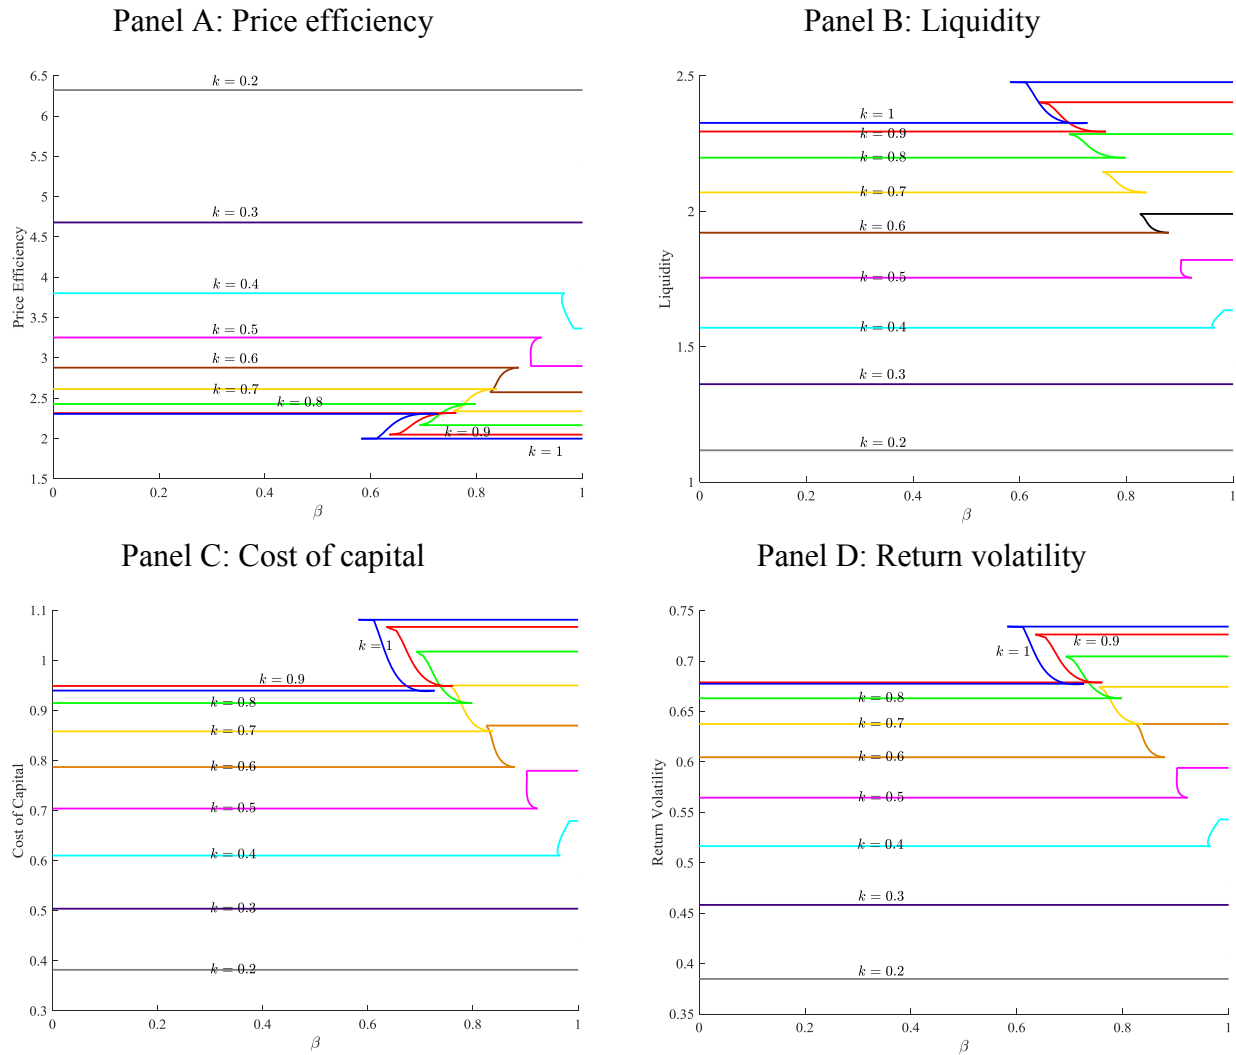 Panel A: Price efficiency
Panel B: Liquidity
6.5
6
5.5
5
4.5
4
3.5
3
2.5
2
1.5
Price Efficiency
k = 0.2
k = 0.3
k = 0.4
k = 0.5
k = 0.6
k = 0.7
k = 0.8
k = 0.9
k = 1
0 0.2 0.4 0.6 0.8 1
β
2.5
2
1.5
1
Liquidity
k = 1
k = 0.9
k = 0.8
k = 0.7
k = 0.6
k = 0.5
k = 0.4
k = 0.3
k = 0.2
0 0.2 0.4 0.6 0.8 1
β
Panel C: Cost of capital
Panel D: Return volatility
1.1
1
0.9
0.8
0.7
0.6
0.5
0.4
0.3
Cost of Capital
k = 1
k = 0.9
k = 0.8
k = 0.7
k = 0.6
k = 0.5
k = 0.4
k = 0.3
k = 0.2
0 0.2 0.4 0.6 0.8 1
β
0.75
0.7
0.65
0.6
0.55
0.5
0.45
0.4
0.35
Return Volatility
k = 0.9
k = 1
k = 0.8
k = 0.7
k = 0.6
k = 0.5
k = 0.4
k = 0.3
k = 0.2
0 0.2 0.4 0.6 0.8 1
β